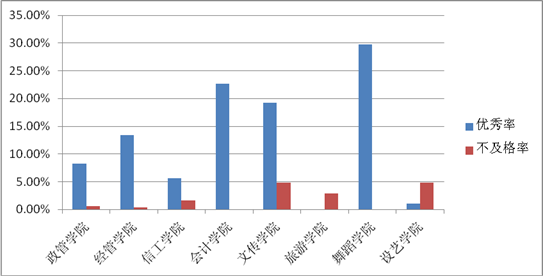 35.00%
30.00%
25.00%
20.00%
15.00%
10.00%
5.00%
0.00%
政管学院
经管学院
信工学院
会计学院
文传学院
旅游学院
舞蹈学院
设艺学院
优秀率
不及格率